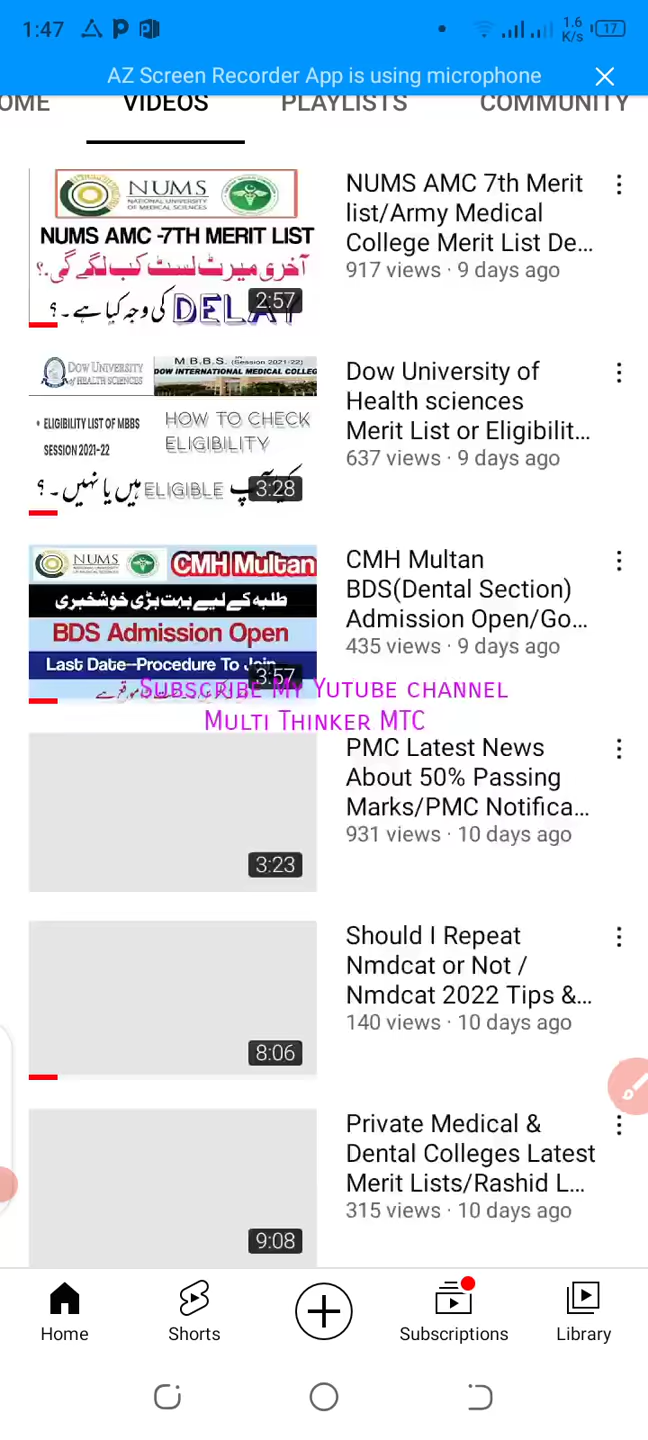 1:47
1.6
K/s
17
AZ Screen Recorder App is using microphone
OME VIDEOS PLAYLISTS COMMUNITY
NUMS
NATIONAL UNIVERSITY
OF MEDICAL SCIENCES
NUMS AMC -7TH MERIT LIST
آخری میرٹ لسٹ کب لگے گی.؟
DELAY کی وجہ کیا ہے۔؟
2:57
NUMS AMC 7th Merit
list/Army Medical
College Merit List De...
917 views · 9 days ago
DOW UNIVERSITY
of HEALTH SCIENCES
M.B.B.S. (Session 2021-22)
DOW INTERNATIONAL MEDICAL COLLEG
• ELIGIBILITY LIST OF MBBS
SESSION 2021-22
HOW TO CHECK
ELIGIBILITY
ELIGIBLE ہیں یا نہیں۔؟
3:28
Dow University of
Health sciences
Merit List or Eligibilit...
637 views · 9 days ago
NUMS
CMH Multan
طلبہ کے لیے بہت بڑی خوشخبری
BDS Admission Open
Last Date--Procedure To Join
3:57
CMH Multan
BDS(Dental Section)
Admission Open/Go...
435 views · 9 days ago
Subscribe My Yutube channel
Multi Thinker MTC
3:23
PMC Latest News
About 50% Passing
Marks/PMC Notifica...
931 views · 10 days ago
8:06
Should I Repeat
Nmdcat or Not /
Nmdcat 2022 Tips &...
140 views · 10 days ago
9:08
Private Medical &
Dental Colleges Latest
Merit Lists/Rashid L...
315 views · 10 days ago
Home Shorts Subscriptions Library